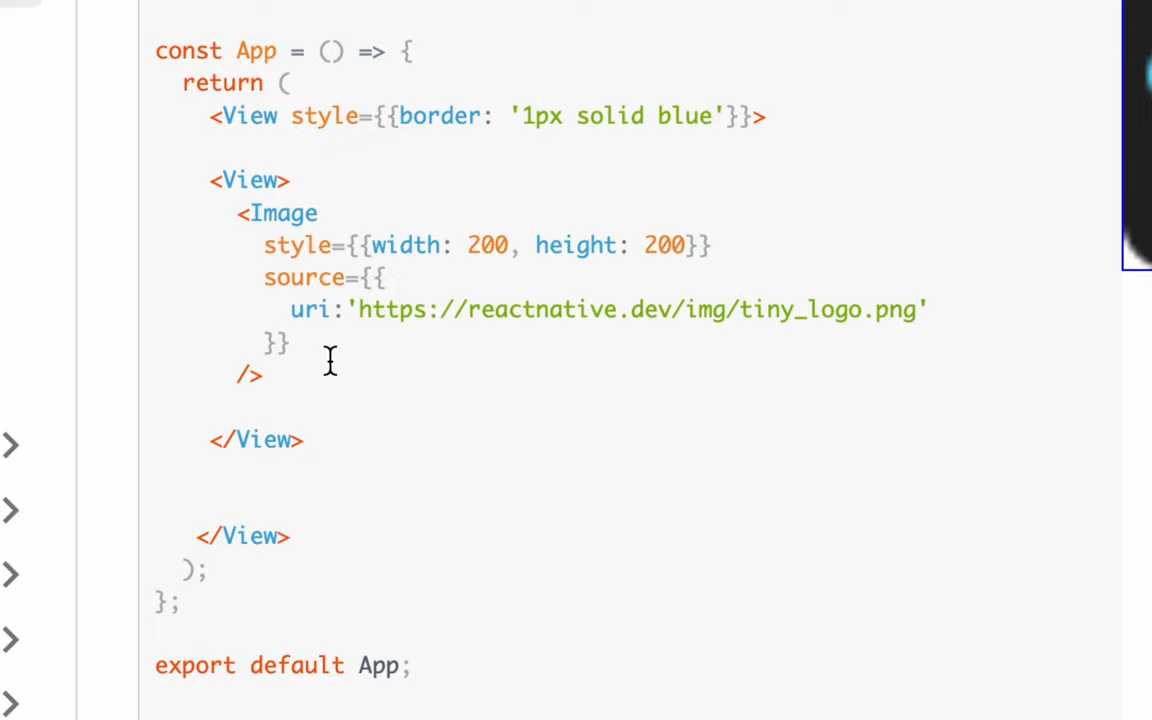 const App = () => {
return (
<View style={{border: '1px solid blue'}}>
<View>
<Image
style={{width: 200, height: 200}}
source={{
uri:'https://reactnative.dev/img/tiny_logo.png'
}}
/>
</View>
</View>
);
};
export default App;